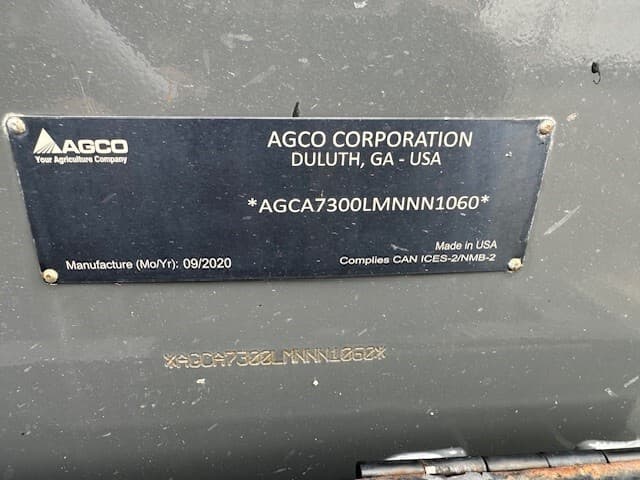 AGCO
Your Agriculture Company
AGCO CORPORATION
DULUTH, GA - USA
*AGCA7300LMNNN1060*
Made in USA
Manufacture (Mo/Yr): 09/2020
Complies CAN ICES-2/NMB-2
*AGCA7300LMNNN1060*